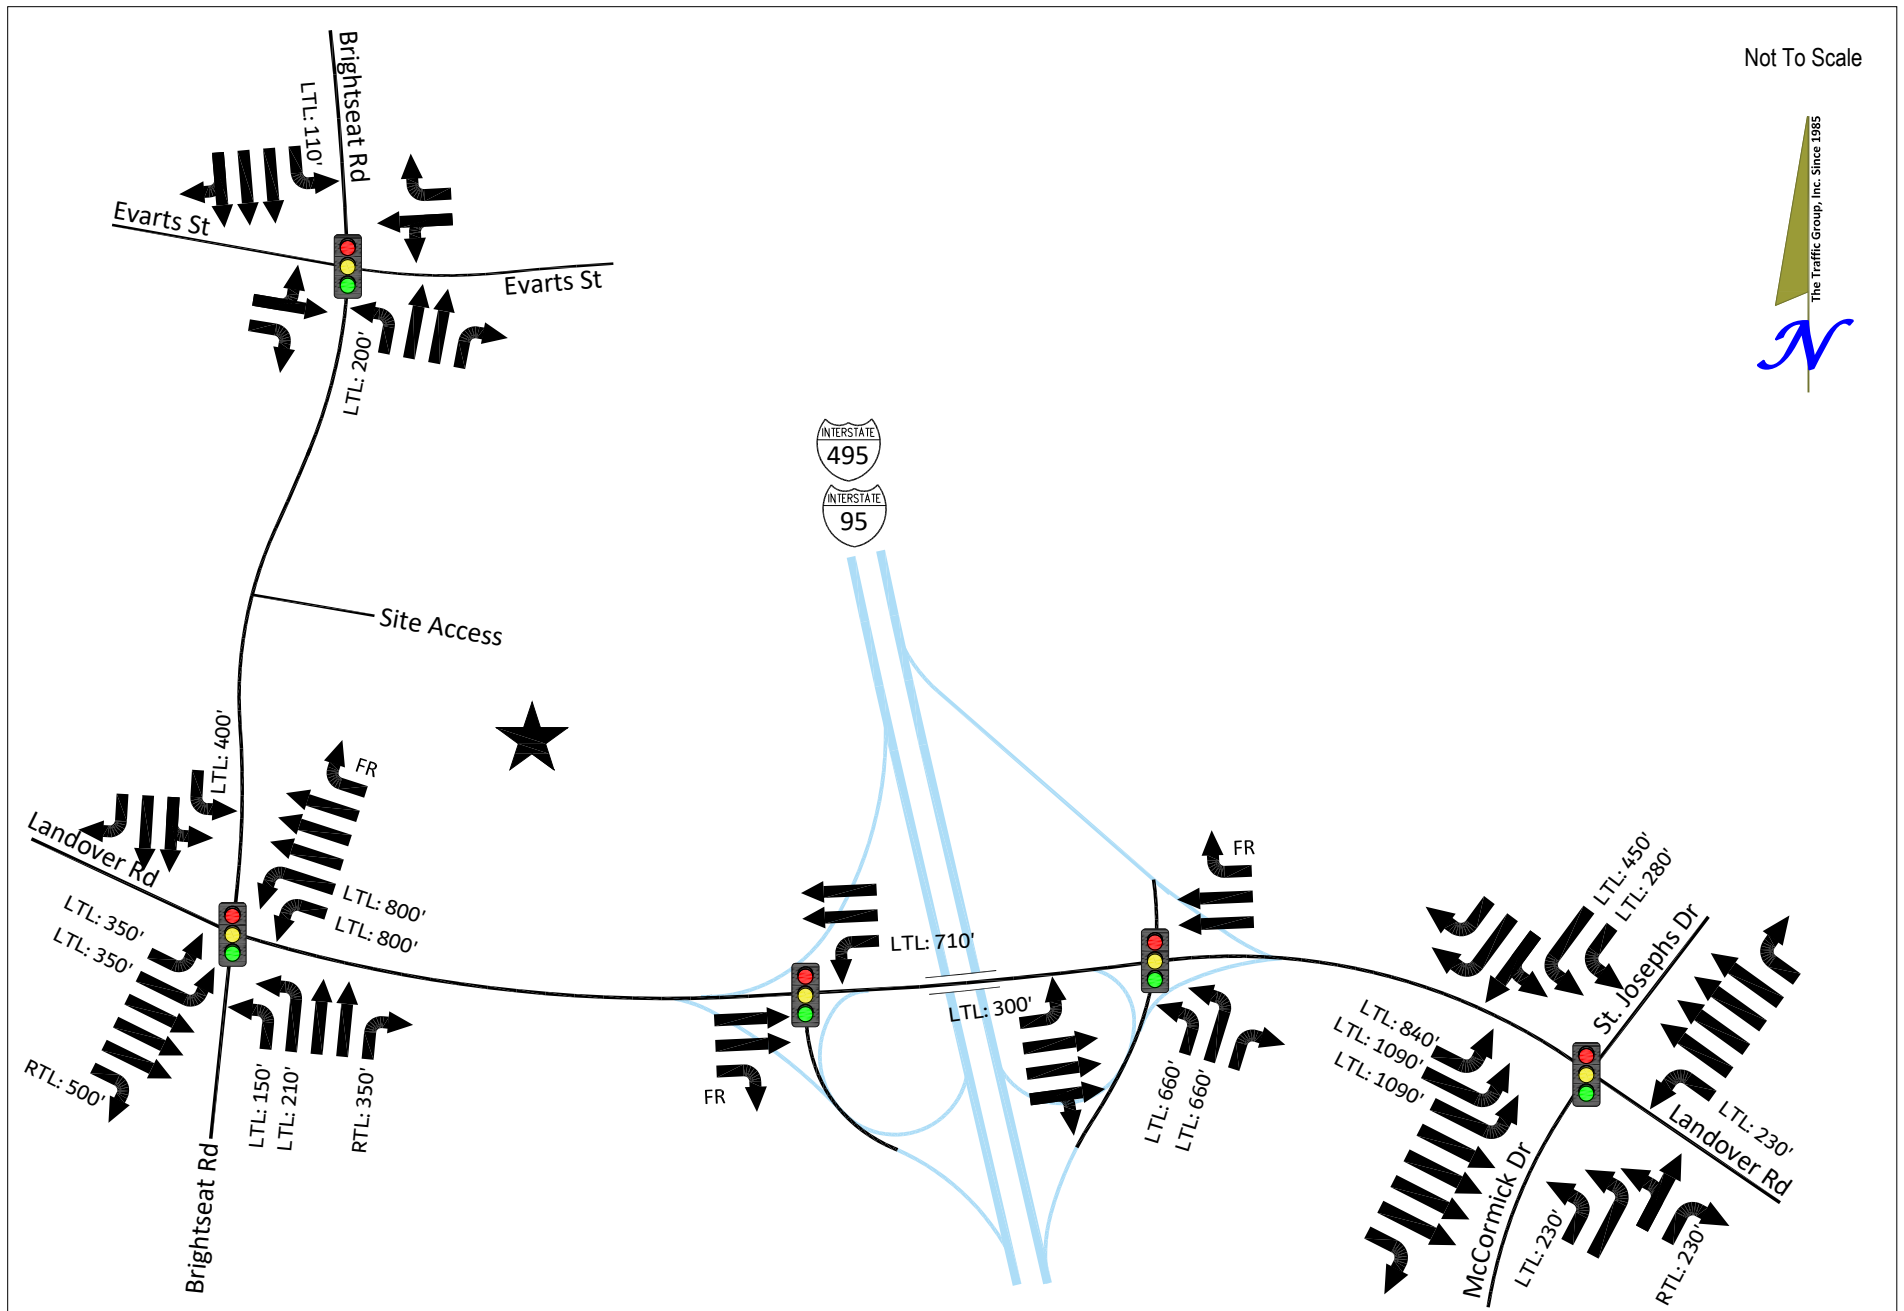 Not To Scale
The Traffic Group, Inc. Since 1985
N
Brightseat Rd
LTL: 110'
Evarts St
Evarts St
LTL: 200'
INTERSTATE
495
INTERSTATE
95
Site Access
LTL: 400'
FR
Landover Rd
LTL: 800'
LTL: 800'
LTL: 350'
LTL: 350'
RTL: 500'
LTL: 150'
LTL: 210'
RTL: 350'
Brightseat Rd
LTL: 710'
FR
LTL: 300'
FR
LTL: 660'
LTL: 660'
LTL: 450'
LTL: 280'
St. Josephs Dr
LTL: 840'
LTL: 1090'
LTL: 1090'
LTL: 230'
Landover Rd
McCormick Dr
LTL: 230'
RTL: 230'